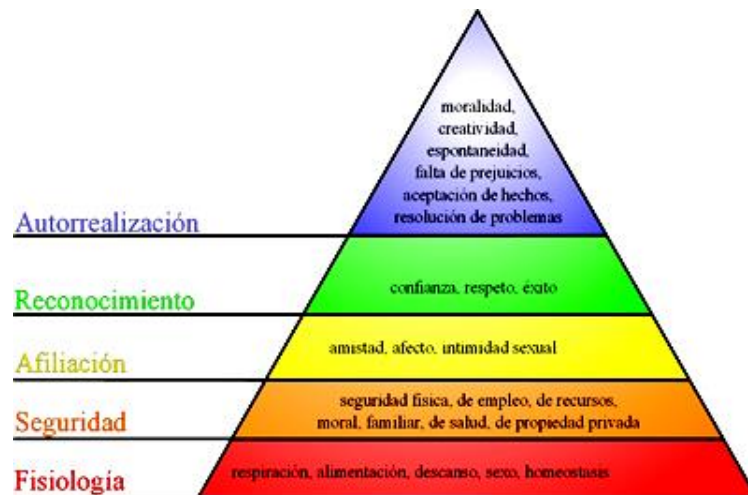 moralidad,
creatividad,
espontaneidad,
falta de prejuicios,
aceptación de hechos,
resolución de problemas
Autorrealización
confianza, respeto, éxito
Reconocimiento
amistad, afecto, intimidad sexual
Afiliación
seguridad física, de empleo, de recursos,
moral, familiar, de salud, de propiedad privada
Seguridad
respiración, alimentación, descanso, sexo, homeostasis
Fisiología